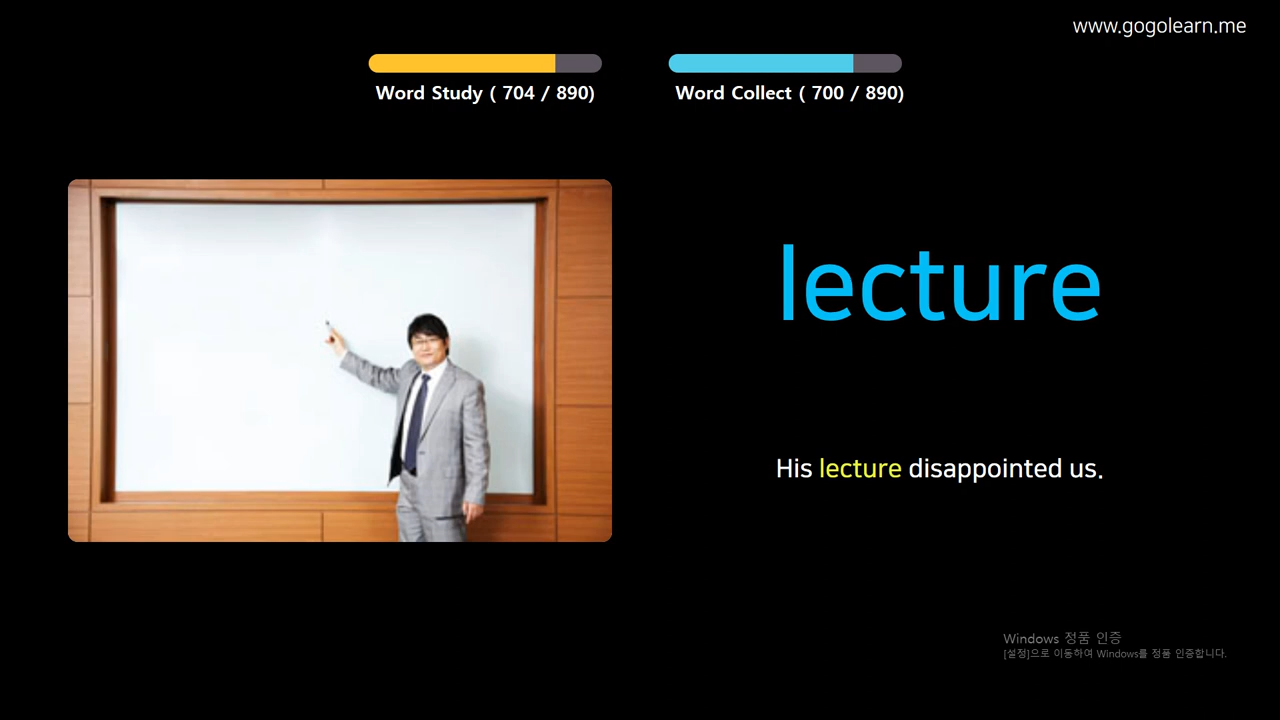 www.gogolearn.me
Word Study ( 704 / 890)
Word Collect ( 700 / 890)
lecture
His lecture disappointed us.
Windows 정품 인증
[설정]으로 이동하여 Windows를 정품 인증합니다.